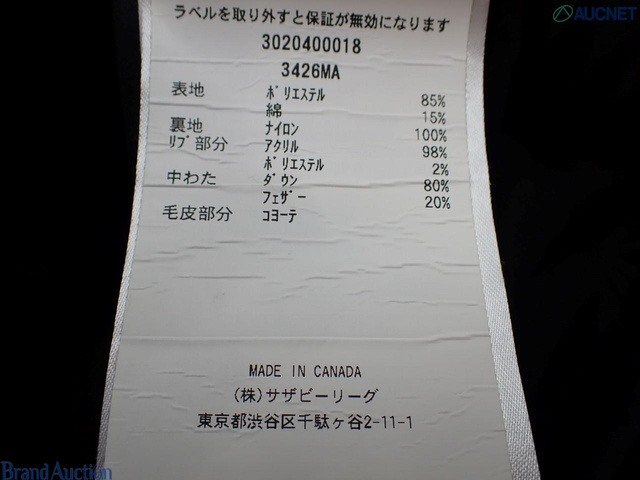 ラベルを取り外すと保証が無効になります
AUCNET
3020400018
3426MA
表地 ﾎﾟﾘｴｽﾃﾙ 85%
綿 15%
裏地 ﾅｲﾛﾝ 100%
ﾘﾌﾞ部分 ｱｸﾘﾙ 98%
ﾎﾟﾘｴｽﾃﾙ 2%
中わた ﾀﾞｳﾝ 80%
ﾌｪｻﾞｰ 20%
毛皮部分 ｺﾖｰﾃ
MADE IN CANADA
(株)サザビーリーグ
東京都渋谷区千駄ヶ谷2-11-1
Brand Auction